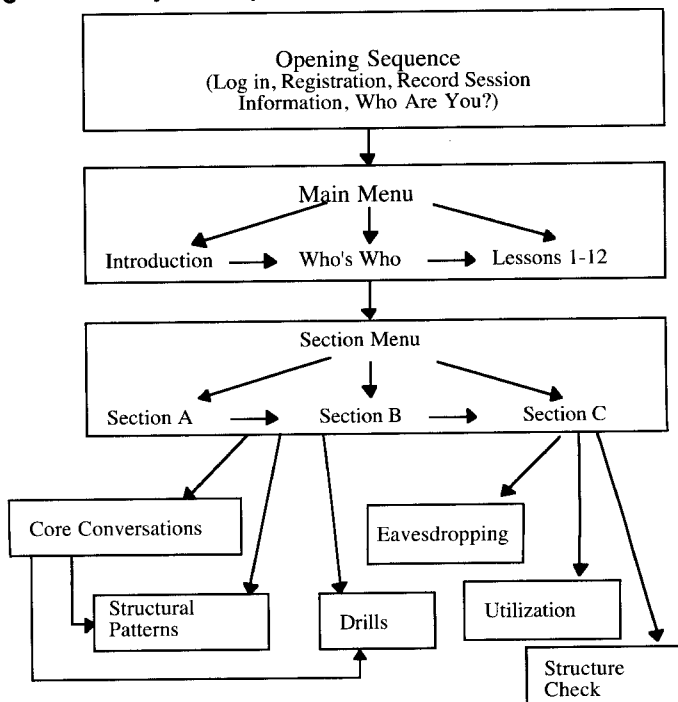 Opening Sequence
(Log in, Registration, Record Session
Information, Who Are You?)
Main Menu
Introduction Who's Who Lessons 1-12
Section Menu
Section A Section B Section C
Core Conversations
Eavesdropping
Structural
Patterns
Drills
Utilization
Structure
Check